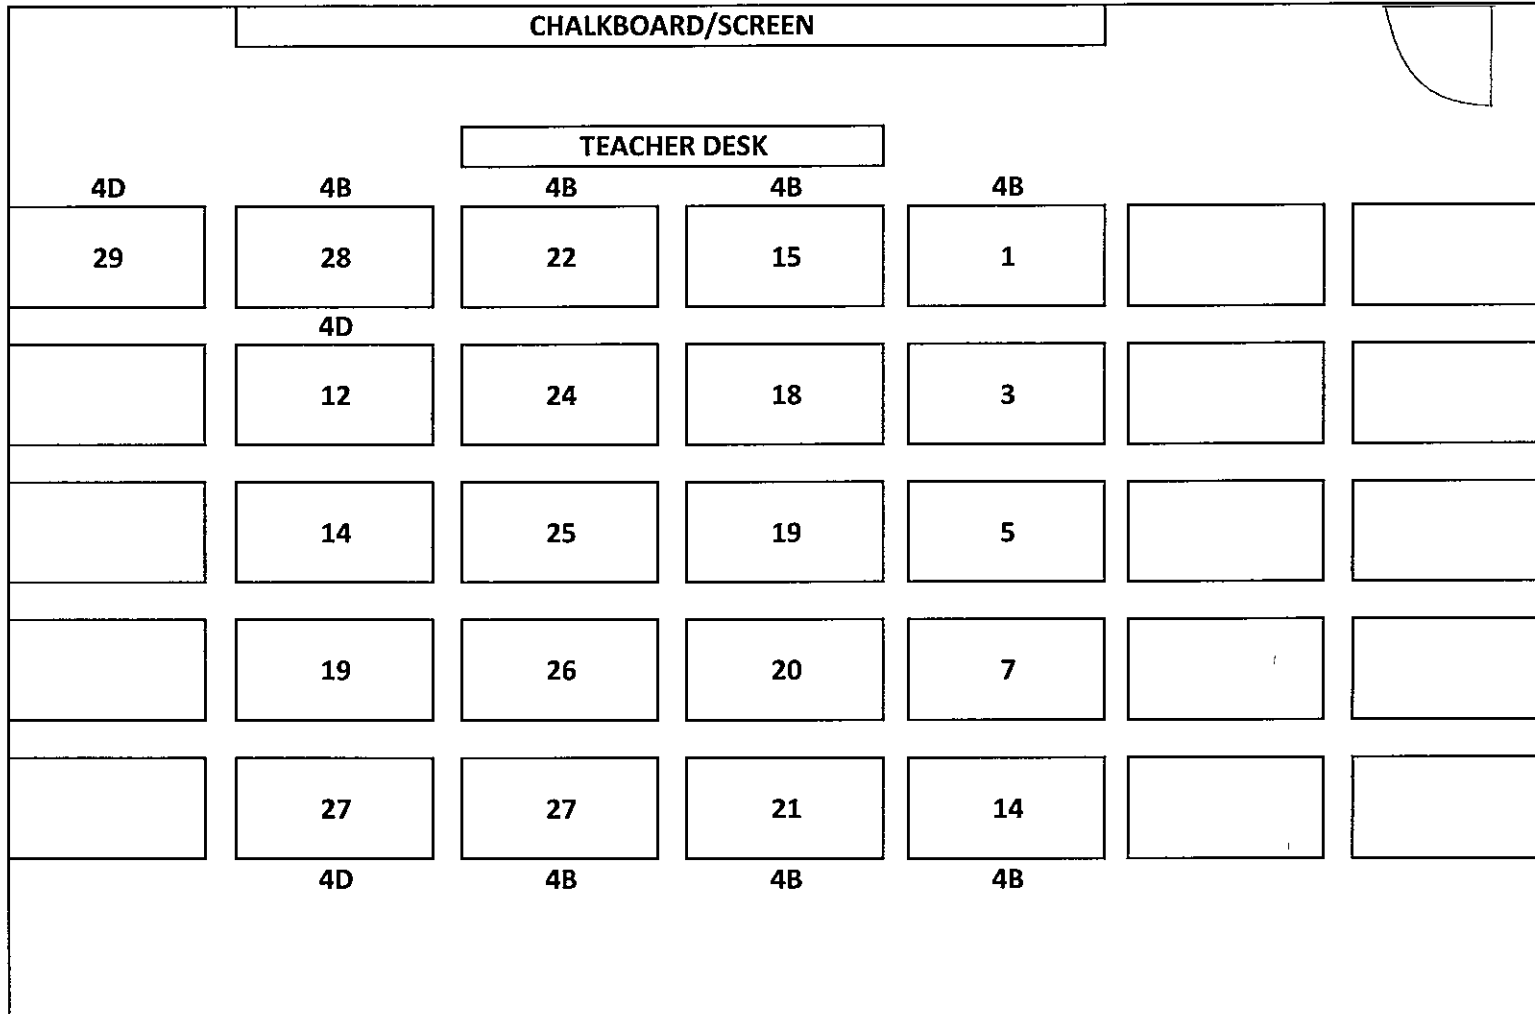 CHALKBOARD/SCREEN
TEACHER DESK
4D 4B 4B 4B 4B
29 28 22 15 1
4D
12 24 18 3
14 25 19 5
19 26 20 7
27 27 21 14
4D 4B 4B 4B